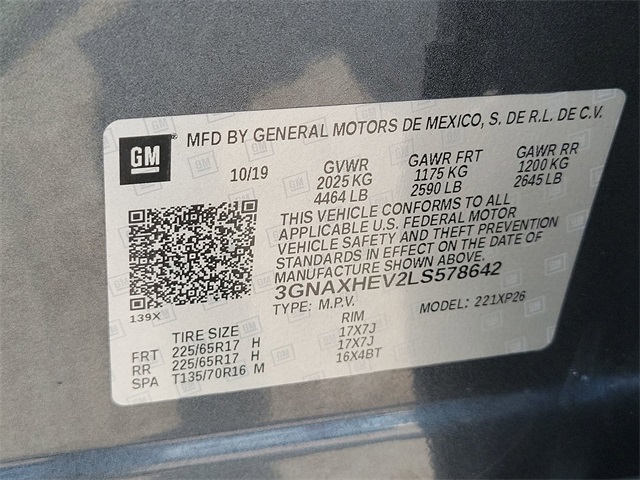 GM
MFD BY GENERAL MOTORS DE MEXICO, S. DE R.L. DE C.V.
10/19 GVWR GAWR FRT GAWR RR
2025 KG 1175 KG 1200 KG
4464 LB 2590 LB 2645 LB
THIS VEHICLE CONFORMS TO ALL
APPLICABLE U.S. FEDERAL MOTOR
VEHICLE SAFETY AND THEFT PREVENTION
STANDARDS IN EFFECT ON THE DATE OF
MANUFACTURE SHOWN ABOVE.
3GNAXHEV2LS578642
139X TYPE: M.P.V. MODEL: 221XP26
TIRE SIZE RIM
FRT 225/65R17 H 17X7J
RR 225/65R17 H 17X7J
SPA T135/70R16 M 16X4BT